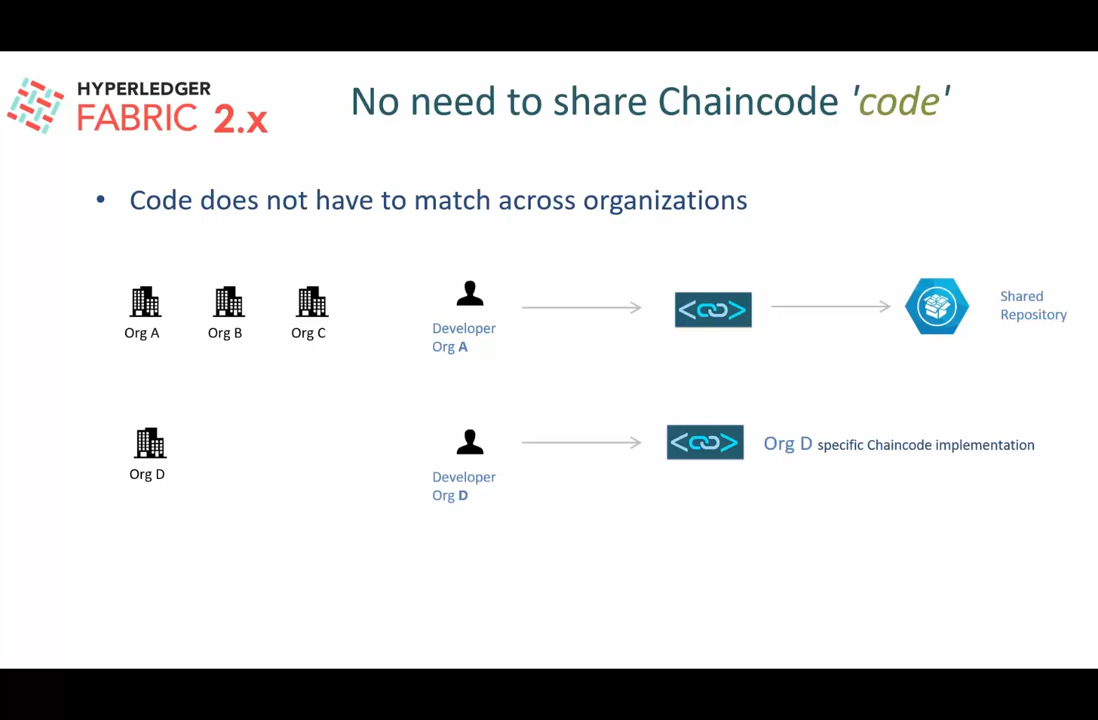 HYPERLEDGER
FABRIC 2.x
No need to share Chaincode 'code'
• Code does not have to match across organizations
Org A
Org B
Org C
Developer
Org A
Shared
Repository
Org D
Developer
Org D
Org D specific Chaincode implementation